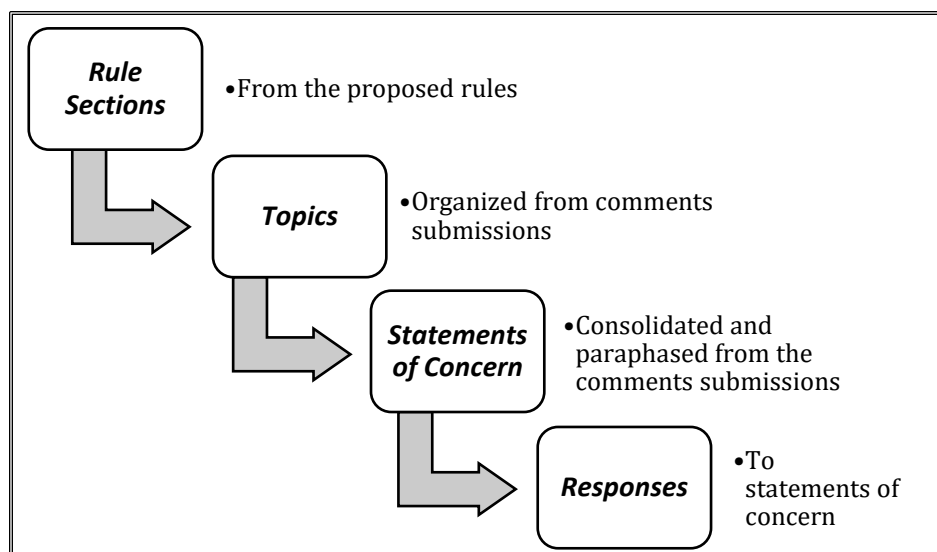 Rule
Sections
•From the proposed rules
Topics
•Organized from comments
submissions
Statements
of Concern
•Consolidated and
paraphased from the
comments submissions
Responses
•To
statements of
concern